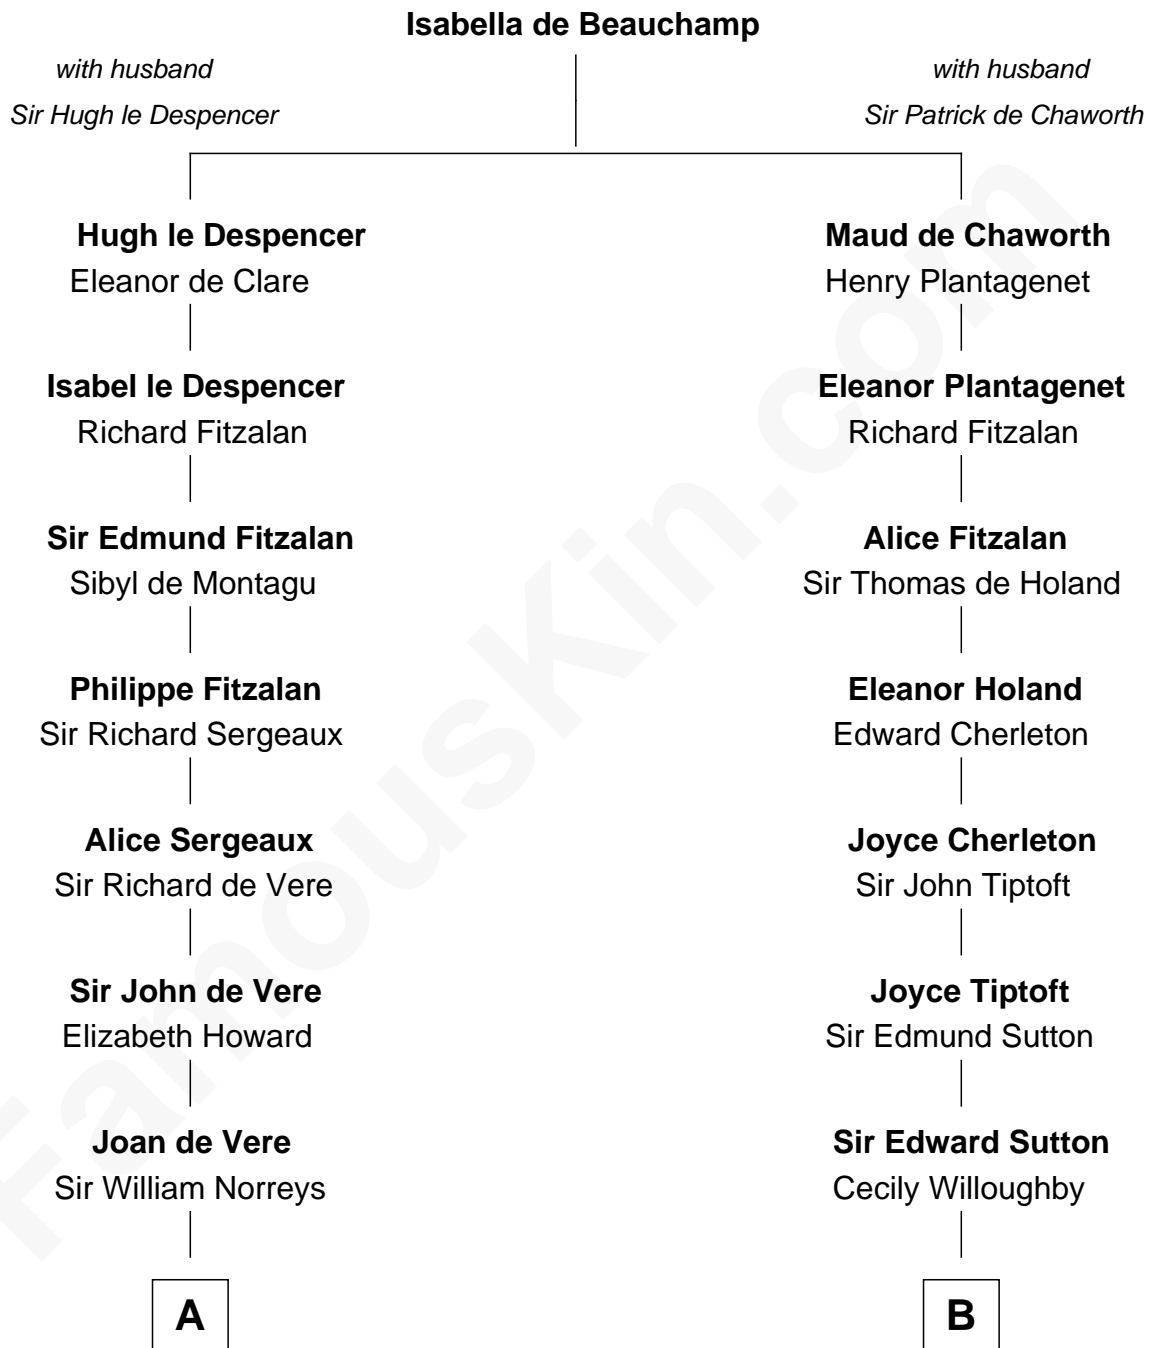 Isabella de Beauchamp
with husband
Sir Hugh le Despencer
with husband
Sir Patrick de Chaworth
Hugh le Despencer
Eleanor de Clare
Isabel le Despencer
Richard Fitzalan
Sir Edmund Fitzalan
Sibyl de Montagu
Philippe Fitzalan
Sir Richard Sergeaux
Alice Sergeaux
Sir Richard de Vere
Sir John de Vere
Elizabeth Howard
Joan de Vere
Sir William Norreys
A
Maud de Chaworth
Henry Plantagenet
Eleanor Plantagenet
Richard Fitzalan
Alice Fitzalan
Sir Thomas de Holand
Eleanor Holand
Edward Cherleton
Joyce Cherleton
Sir John Tiptoft
Joyce Tiptoft
Sir Edmund Sutton
Sir Edward Sutton
Cecily Willoughby
B
FamousKin.com